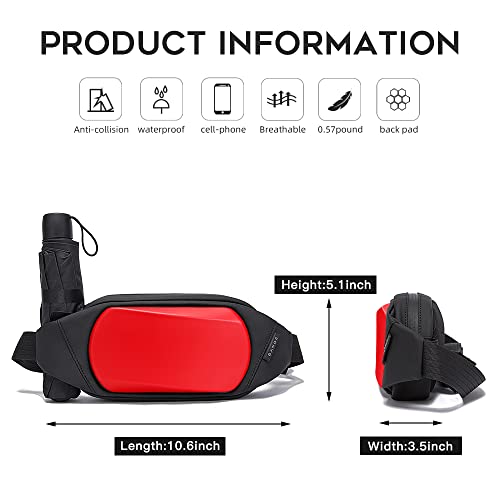 PRODUCT INFORMATION
Anti-collision waterproof cell-phone Breathable 0.57pound back pad
Height:5.1inch
BANGE
Length:10.6inch
Width:3.5inch